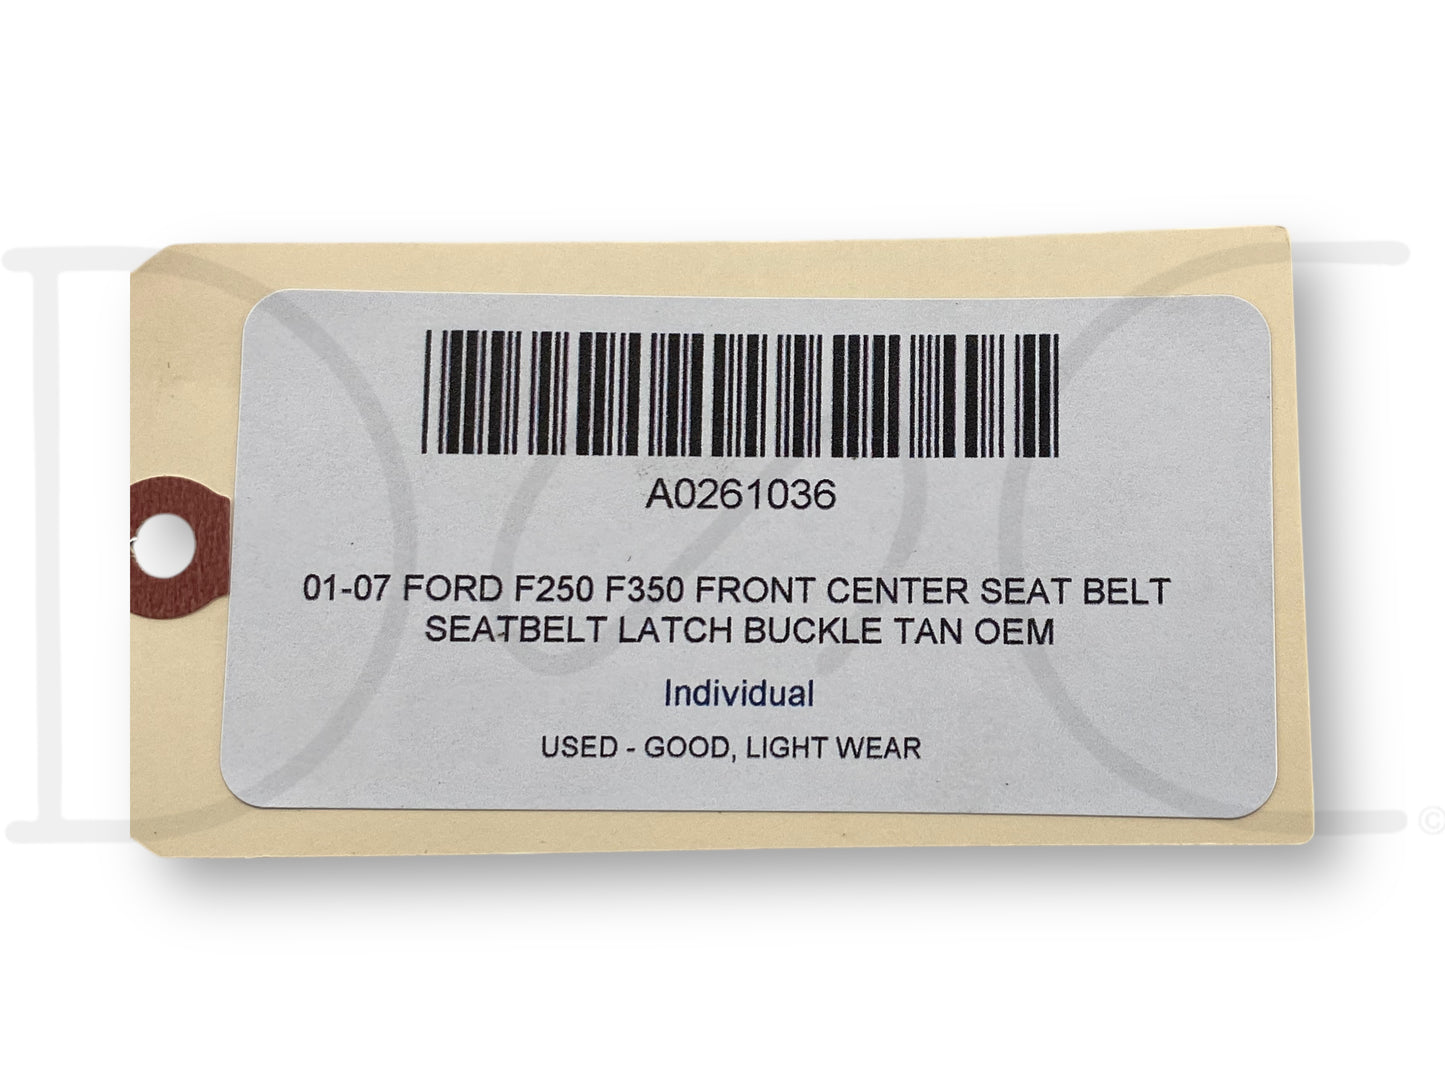 A0261036
01-07 FORD F250 F350 FRONT CENTER SEAT BELT
SEATBELT LATCH BUCKLE TAN OEM
Individual
USED - GOOD, LIGHT WEAR
©